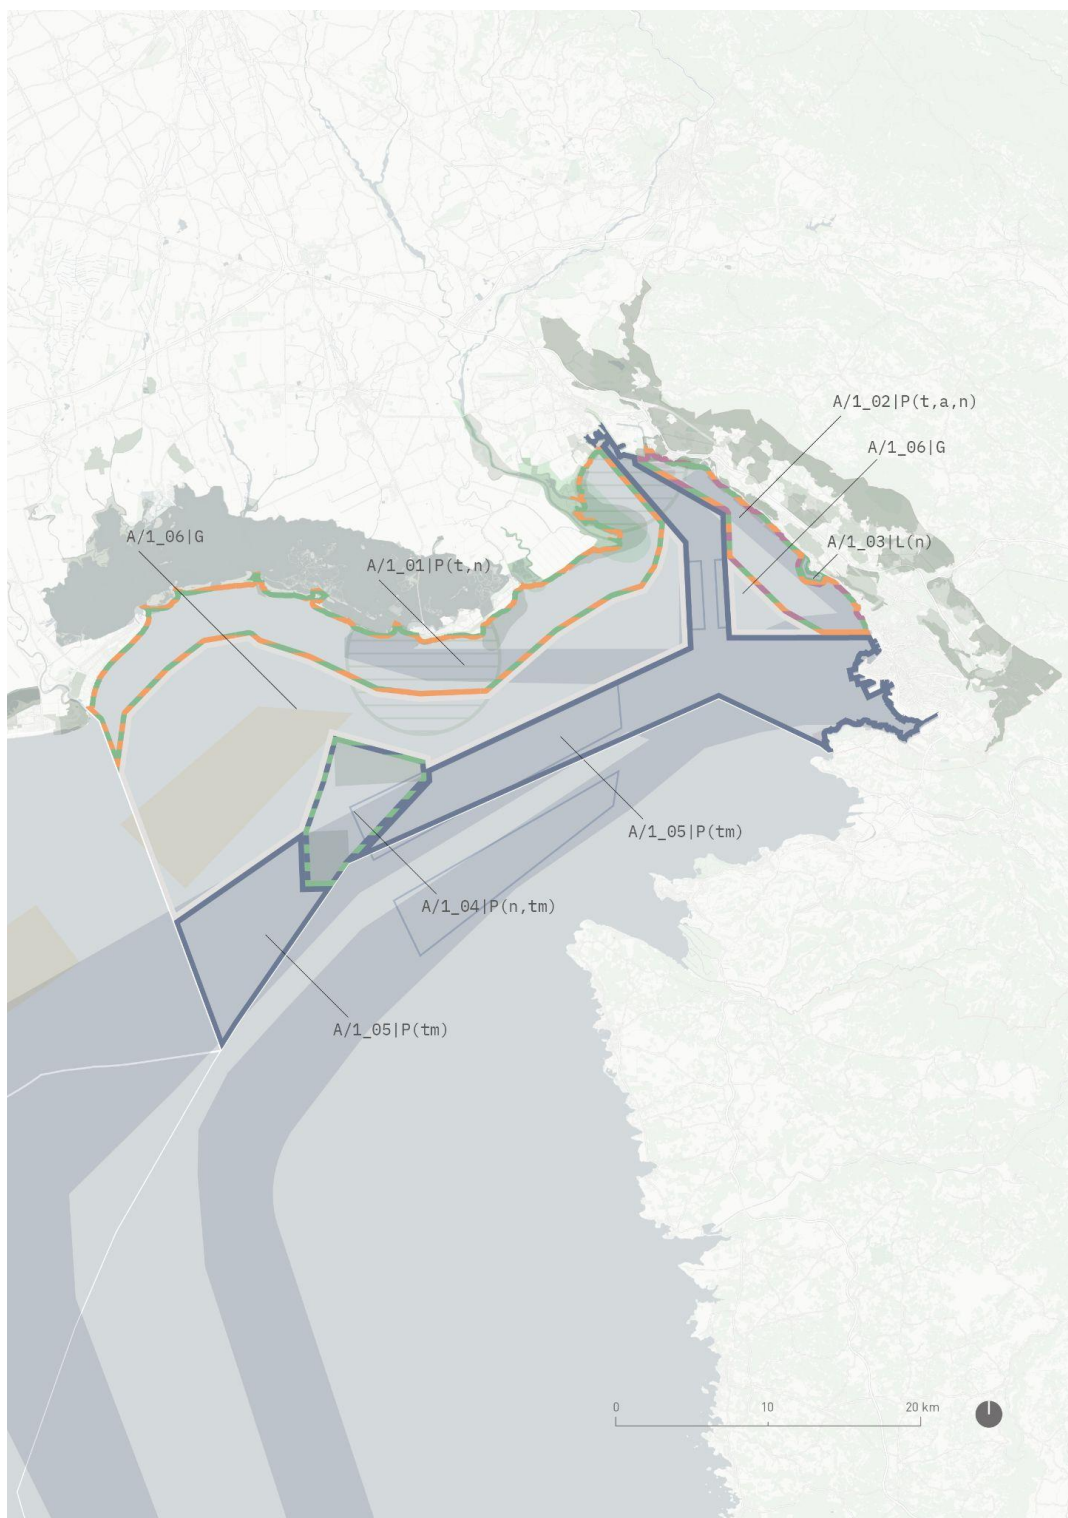 A/1_02|P(t,a,n)
A/1_06|G
A/1_06|G
A/1_03|L(n)
A/1_01|P(t,n)
A/1_05|P(tm)
A/1_04|P(n,tm)
A/1_05|P(tm)
0 10 20 km